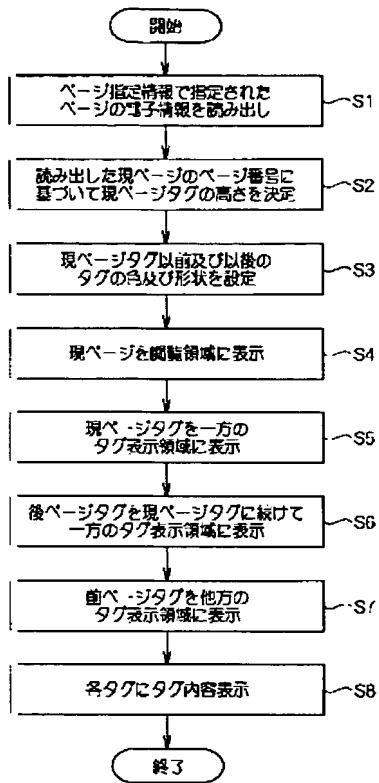 開始
ページ指定情報で指定された
ページの電子情報を読み出し
S1
読み出した現ページのページ番号に
基づいて現ページタグの高さを決定
S2
現ページタグ以前及び以後の
タグの色及び形状を設定
S3
現ページを閲覧領域に表示
S4
現ページタグを一方の
タグ表示領域に表示
S5
後ページタグを現ページタグに続けて
一方のタグ表示領域に表示
S6
前ページタグを他方の
タグ表示領域に表示
S7
各タグにタグ内容表示
S8
終了